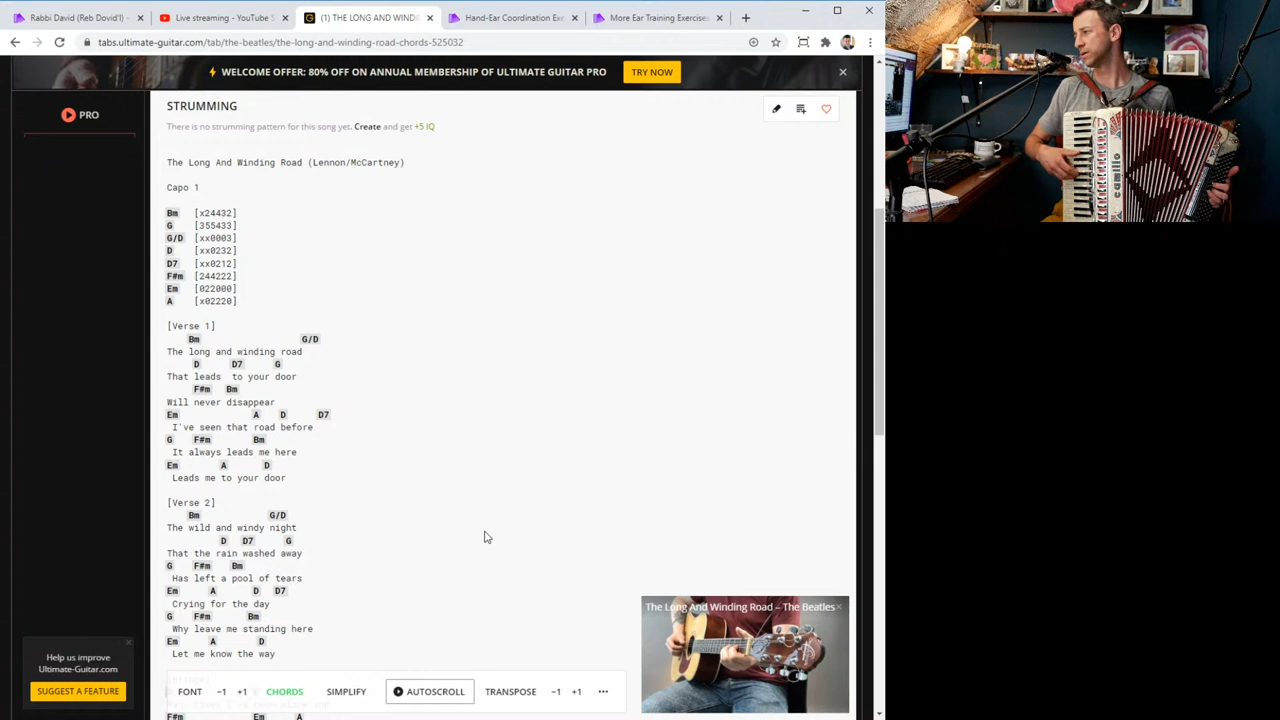 Rabbi David (Reb Dovid'l) -
Live streaming - YouTube S
(1) THE LONG AND WINDI
Hand-Ear Coordination Exe
More Ear Training Exercises
tabs.ultimate-guitar.com/tab/the-beatles/the-long-and-winding-road-chords-525032
WELCOME OFFER: 80% OFF ON ANNUAL MEMBERSHIP OF ULTIMATE GUITAR PRO
TRY NOW
PRO
STRUMMING
There is no strumming pattern for this song yet. Create and get +5 IQ
The Long And Winding Road (Lennon/McCartney)
Capo 1
Bm [x24432]
G [355433]
G/D [xx0003]
D [xx0232]
D7 [xx0212]
F#m [244222]
Em [022000]
A [x02220]
[Verse 1]
Bm G/D
The long and winding road
D D7 G
That leads to your door
F#m Bm
Will never disappear
Em A D D7
I've seen that road before
G F#m Bm
It always leads me here
Em A D
Leads me to your door
[Verse 2]
Bm G/D
The wild and windy night
D D7 G
That the rain washed away
G F#m Bm
Has left a pool of tears
Em A D D7
Crying for the day
G F#m Bm
Why leave me standing here
Em A D
Let me know the way
F#m Em A
The Long And Winding Road – The Beatles
Help us improve
Ultimate-Guitar.com
SUGGEST A FEATURE
FONT −1 +1 CHORDS SIMPLIFY AUTOSCROLL TRANSPOSE −1 +1
camillo